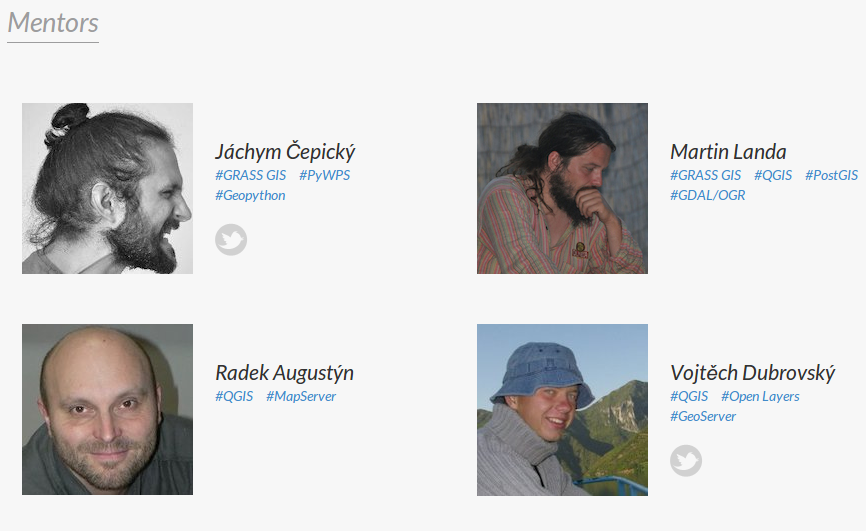 Mentors
Jáchym Čepický
#GRASS GIS #PyWPS
#Geopython
Martin Landa
#GRASS GIS #QGIS #PostGIS
#GDAL/OGR
Radek Augustýn
#QGIS #MapServer
Vojtěch Dubrovský
#QGIS #Open Layers
#GeoServer